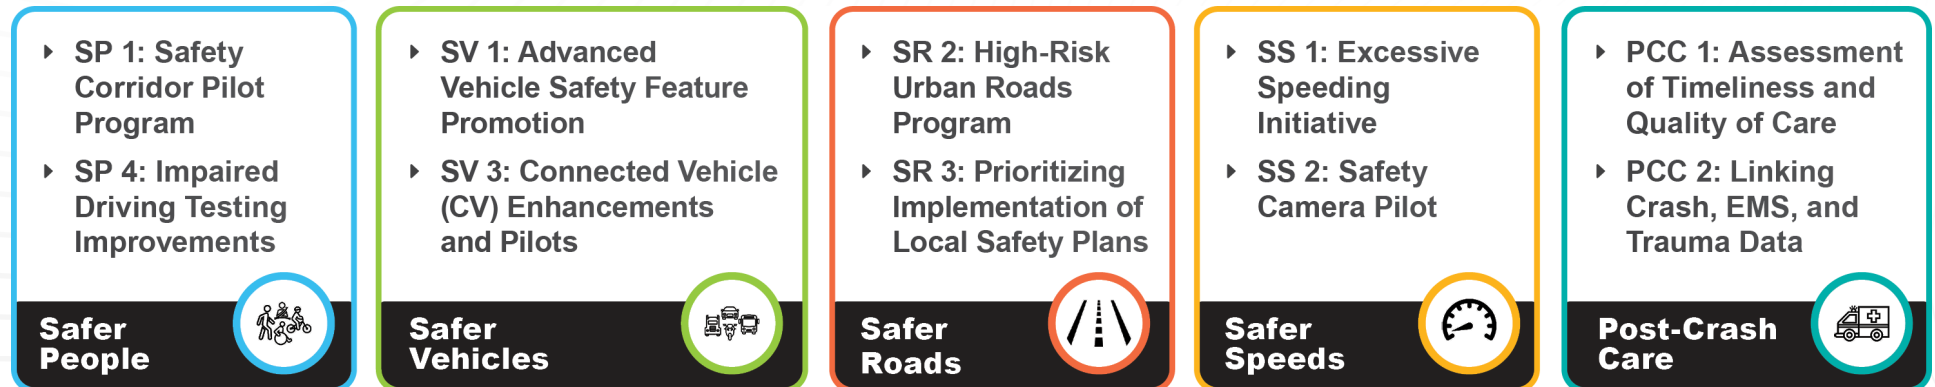 SP 1: Safety
Corridor Pilot
Program
SP 4: Impaired
Driving Testing
Improvements
Safer
People
SV 1: Advanced
Vehicle Safety Feature
Promotion
SV 3: Connected Vehicle
(CV) Enhancements
and Pilots
Safer
Vehicles
SR 2: High-Risk
Urban Roads
Program
SR 3: Prioritizing
Implementation of
Local Safety Plans
Safer
Roads
SS 1: Excessive
Speeding
Initiative
SS 2: Safety
Camera Pilot
Safer
Speeds
PCC 1: Assessment
of Timeliness and
Quality of Care
PCC 2: Linking
Crash, EMS, and
Trauma Data
Post-Crash
Care